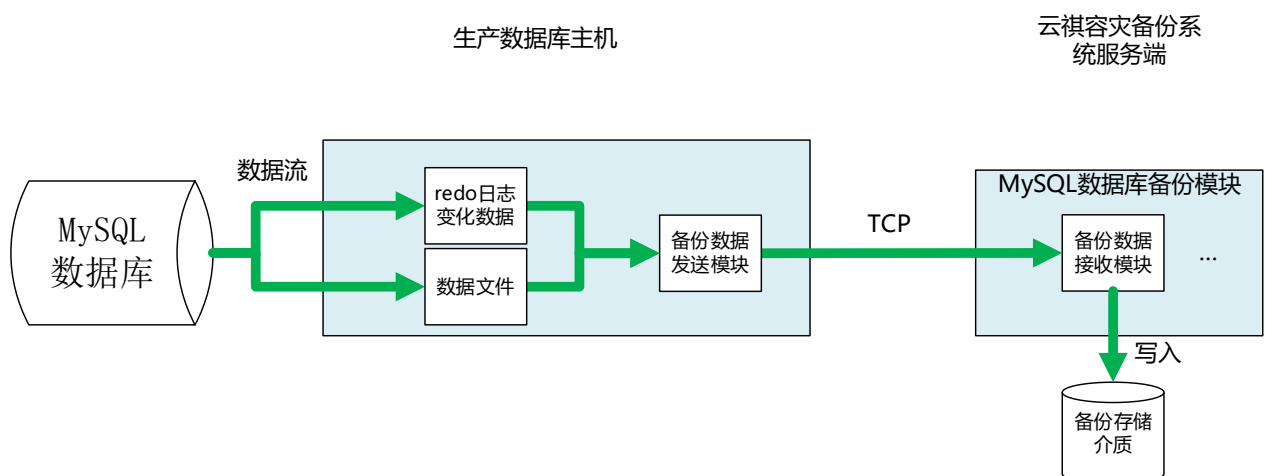 生产数据库主机
云祺容灾备份系
统服务端
数据流
MySQL
数据库
redo日志
变化数据
数据文件
备份数据
发送模块
TCP
MySQL数据库备份模块
备份数据
接收模块
...
写入
备份存储
介质